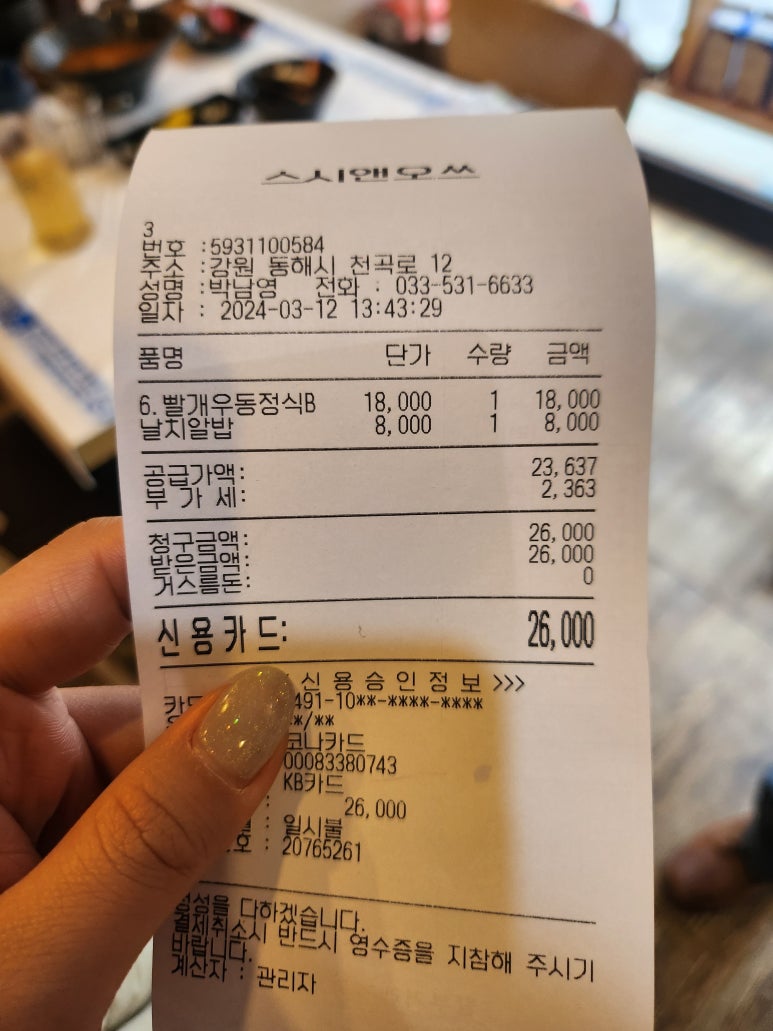 스시앤우쓰
3
번호 :5931100584
주소 :강원 동해시 천곡로 12
성명 :박남영 전화 : 033-531-6633
일자 : 2024-03-12 13:43:29
품명 단가 수량 금액
6.빨개우동정식B 18,000 1 18,000
날치알밥 8,000 1 8,000
공급가액: 23,637
부 가 세: 2,363
청구금액: 26,000
받은금액: 26,000
거스름돈: 0
신용카드: 26,000
신 용 승 인 정 보 >>>
491-10**-****-****
*/**
코나카드
00083380743
KB카드
: 26,000
: 일시불
호 : 20765261
정성을 다하겠습니다.
결제취소시 반드시 영수증을 지참해 주시기
바랍니다.
계산자 : 관리자